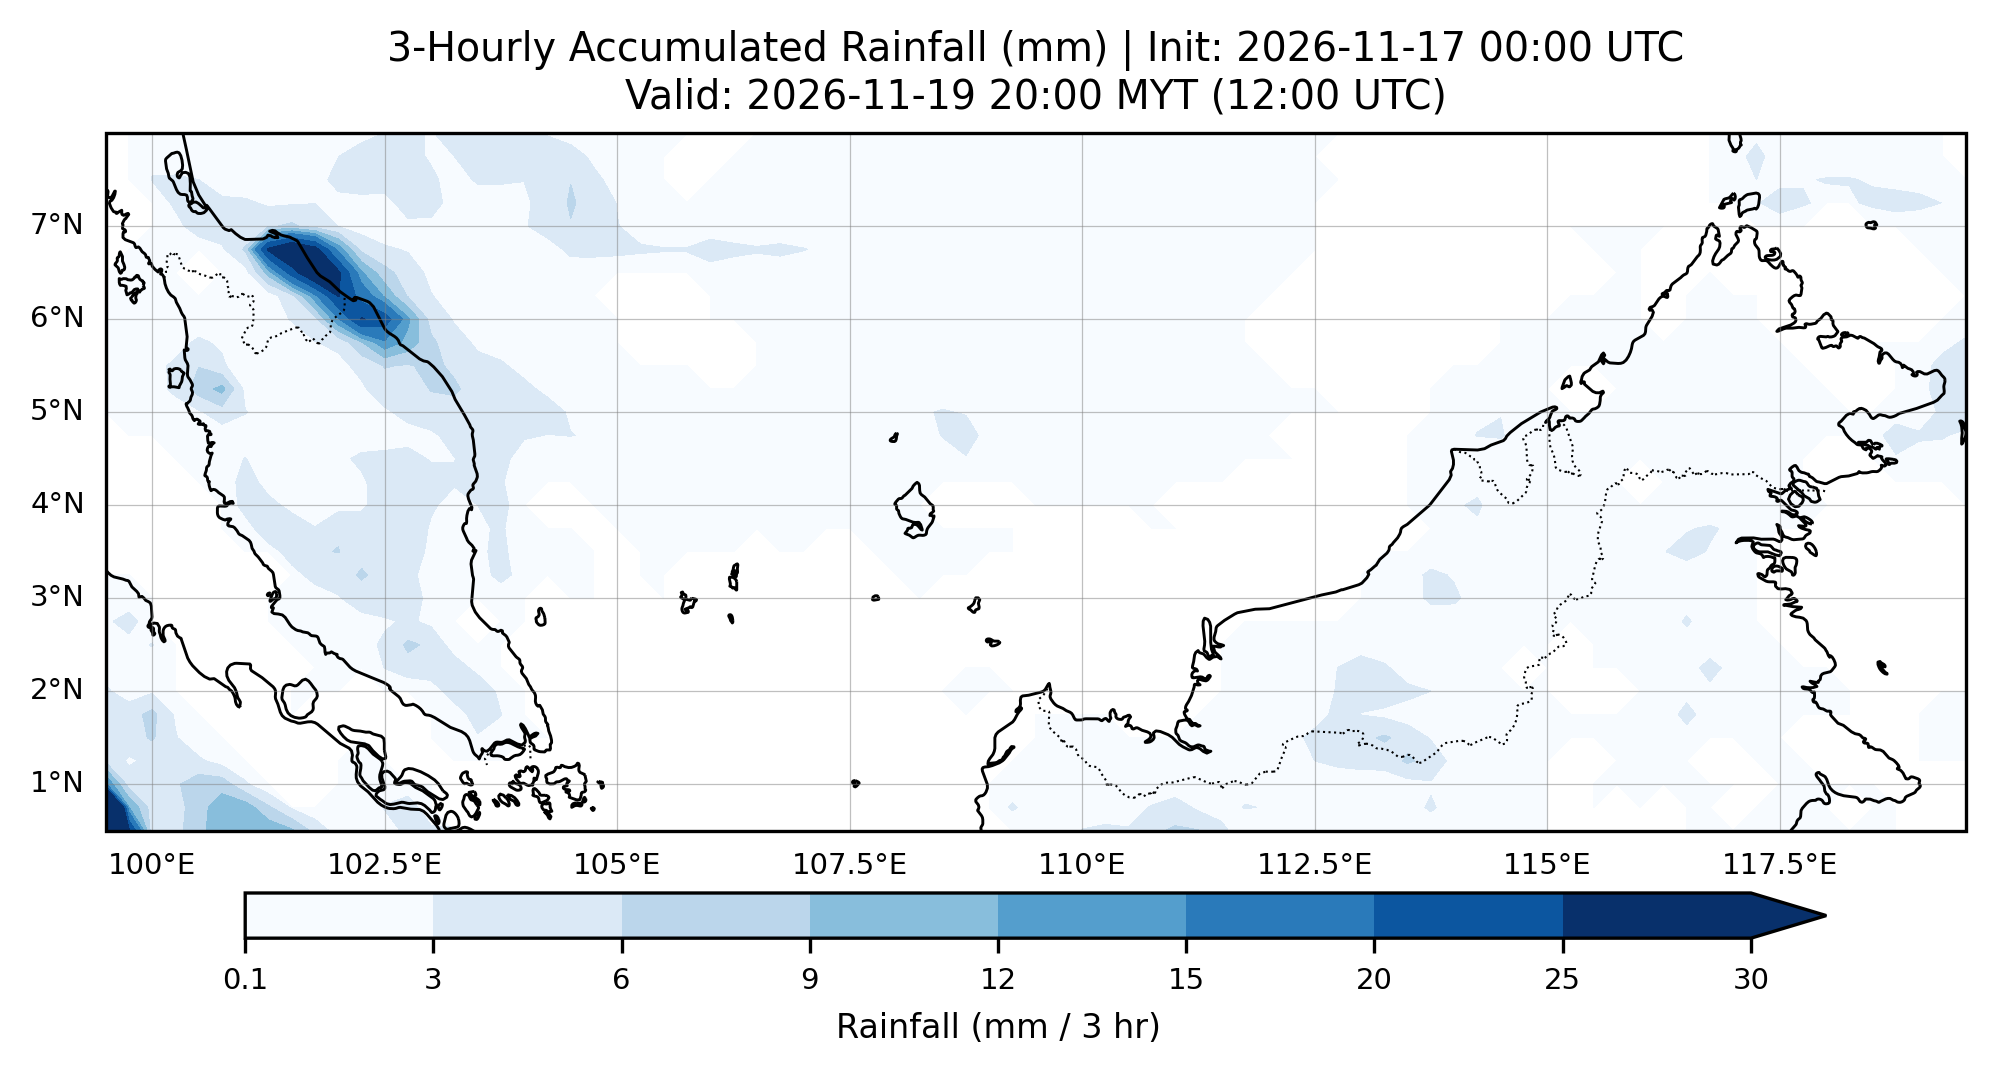 3-Hourly Accumulated Rainfall (mm) | Init: 2026-11-17 00:00 UTC
Valid: 2026-11-19 20:00 MYT (12:00 UTC)
7°N
6°N
5°N
4°N
3°N
2°N
1°N
100°E 102.5°E 105°E 107.5°E 110°E 112.5°E 115°E 117.5°E
0.1 3 6 9 12 15 20 25 30
Rainfall (mm / 3 hr)